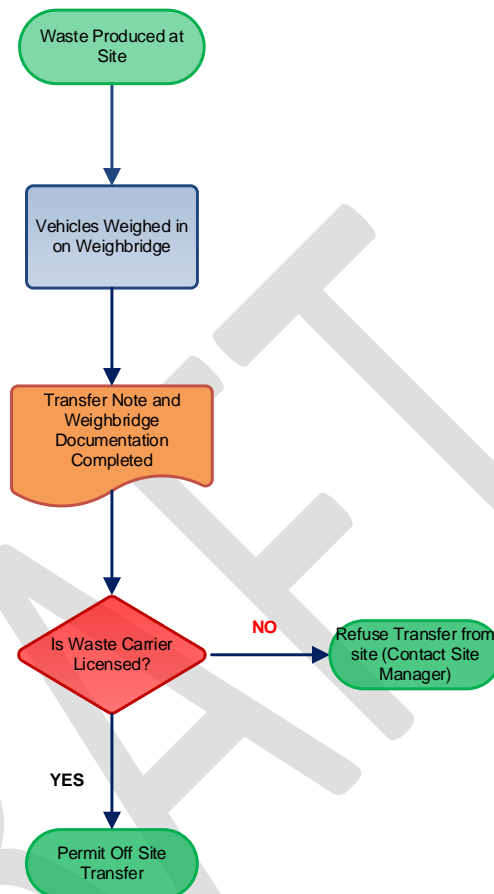 Waste Produced at
Site
Vehicles Weighed in
on Weighbridge
Transfer Note and
Weighbridge
Documentation
Completed
Is Waste Carrier
Licensed?
NO
Refuse Transfer from
site (Contact Site
Manager)
YES
Permit Off Site
Transfer